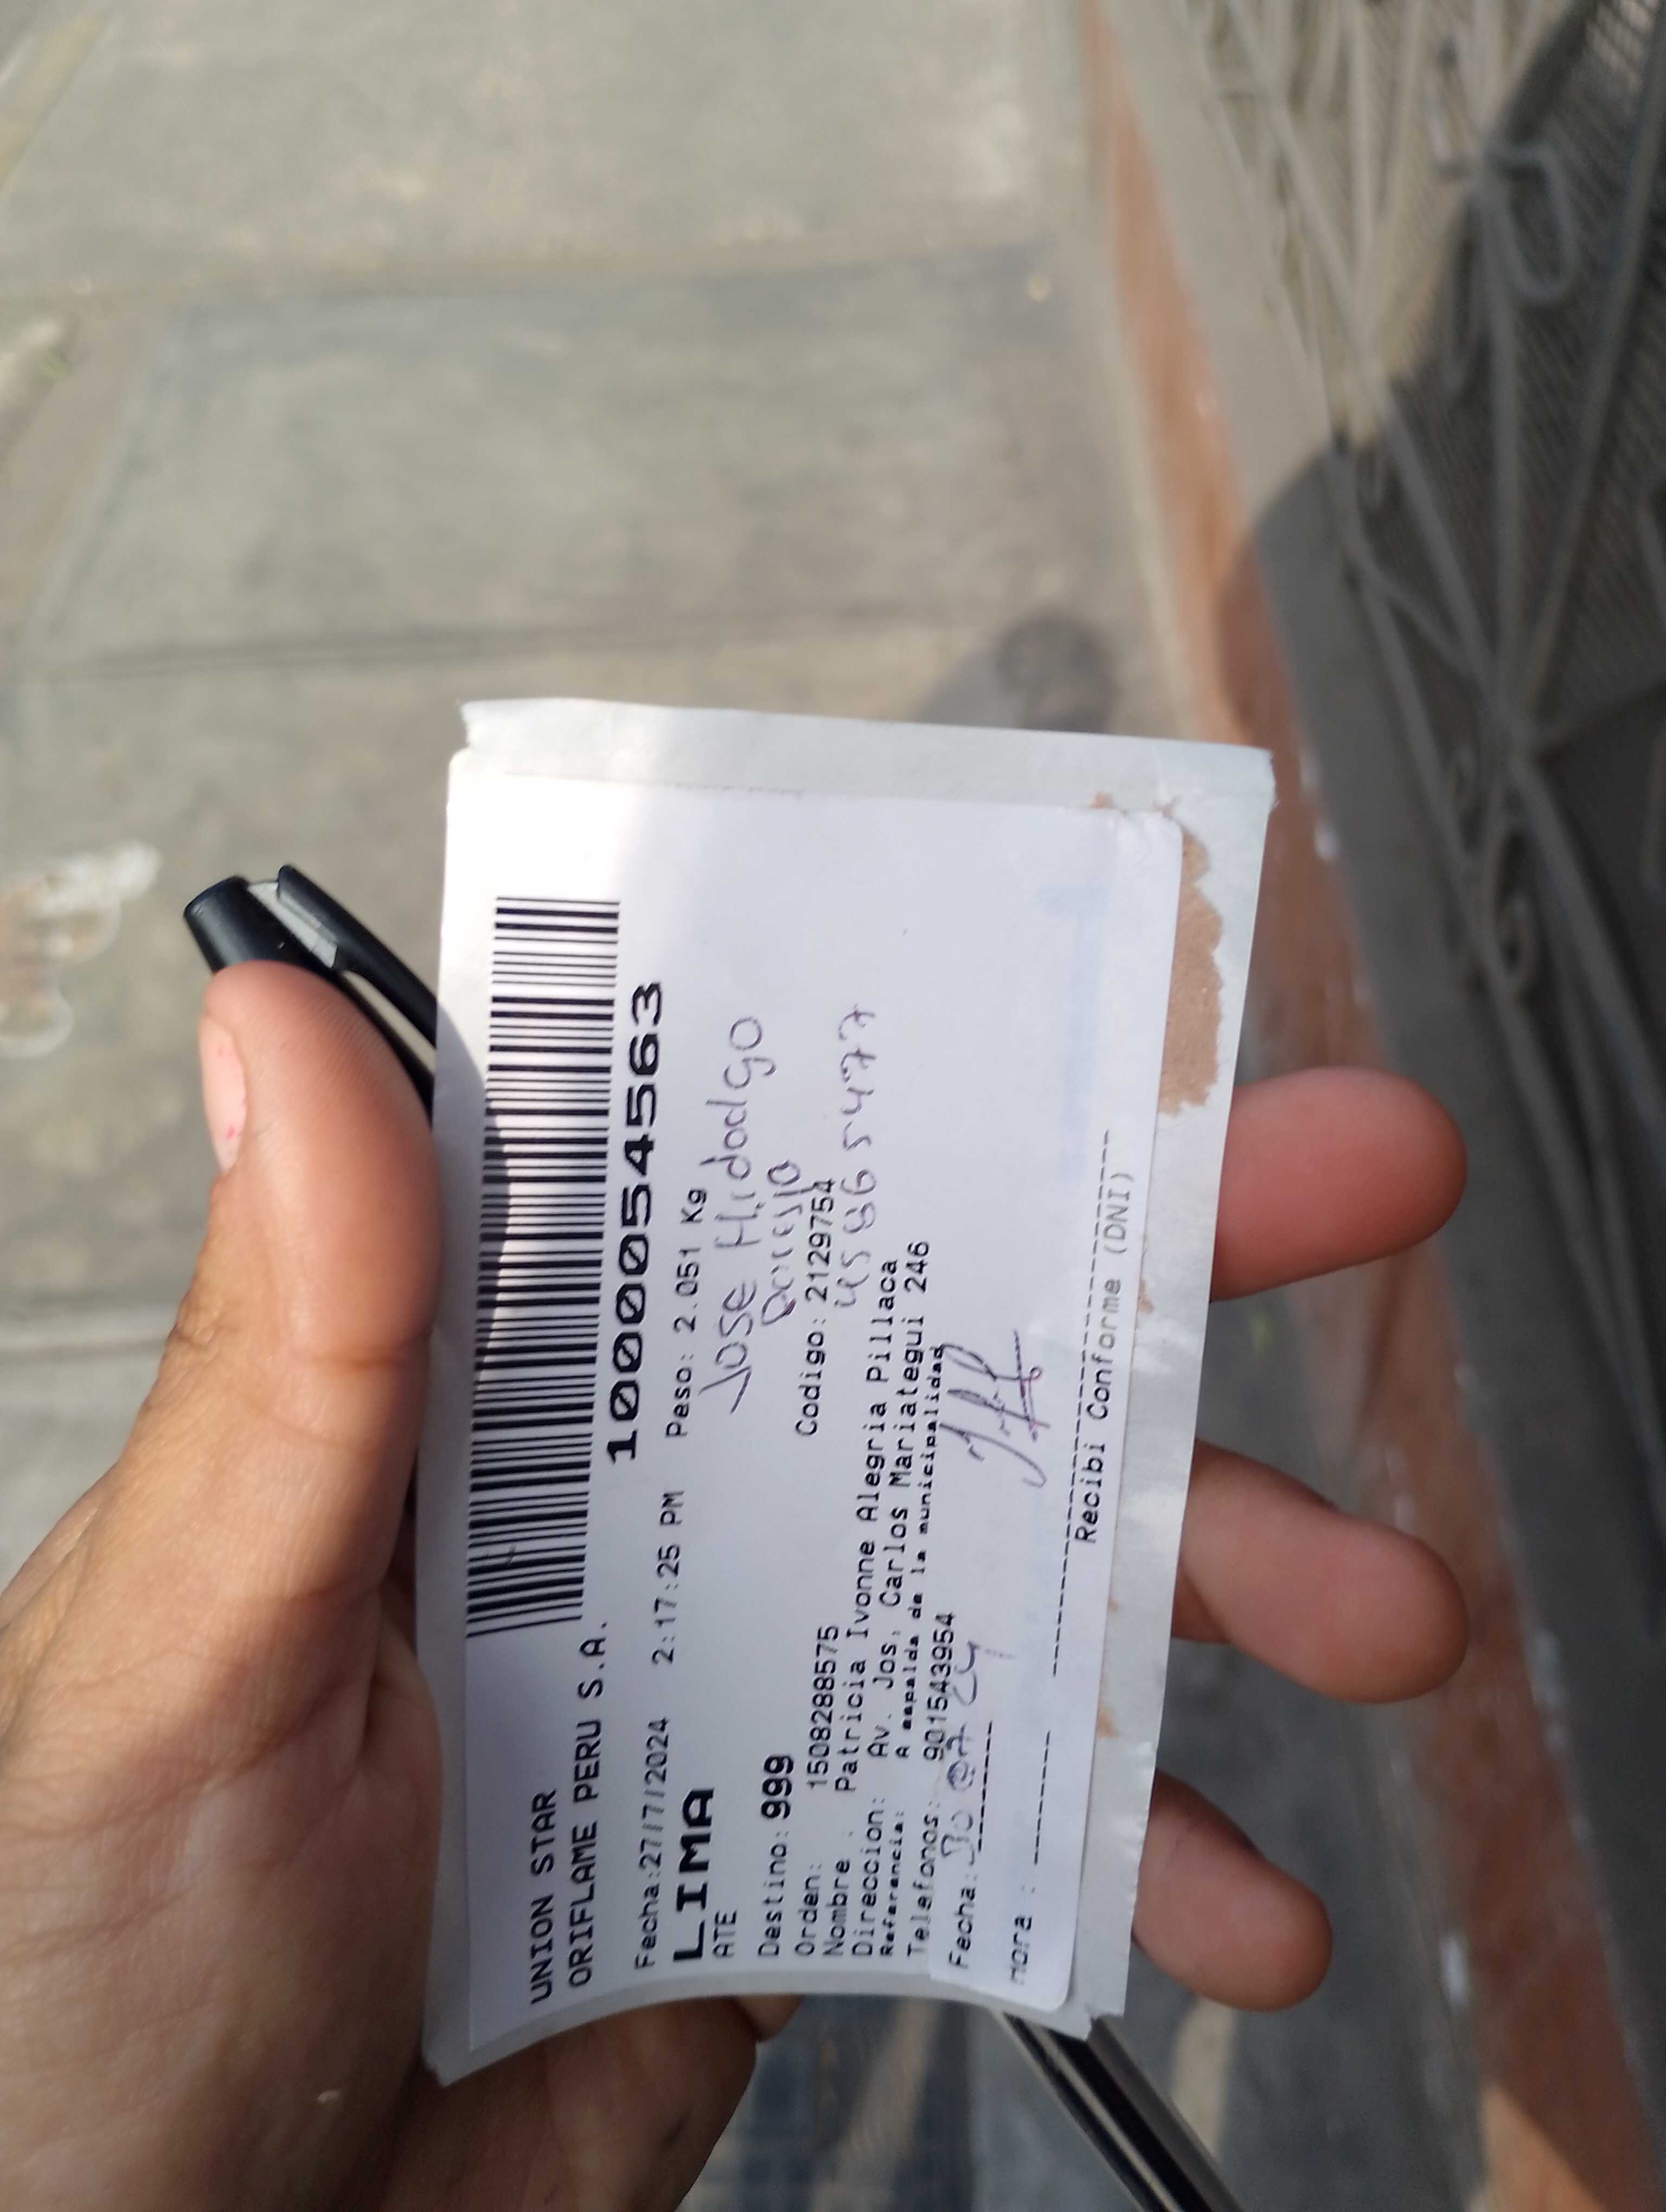 UNION STAR
ORIFLAME PERU S.A.
1000054563
Fecha:27/7/2024 2:17:25 PM Peso: 2.051 Kg
LIMA
ATE
Jose Hidodgo
Destino: 999
Orden: 1508288575 Codigo: 2129754
Nombre : Patricia Ivonne Alegria Pillaca
Direccion: Av. Jos, Carlos Mariategui 246
Referencia: A espalda de la municipalidad
Telefonos: 901543954
Fecha: 30 07 24
Hora :
Recibi Conforme (DNI)